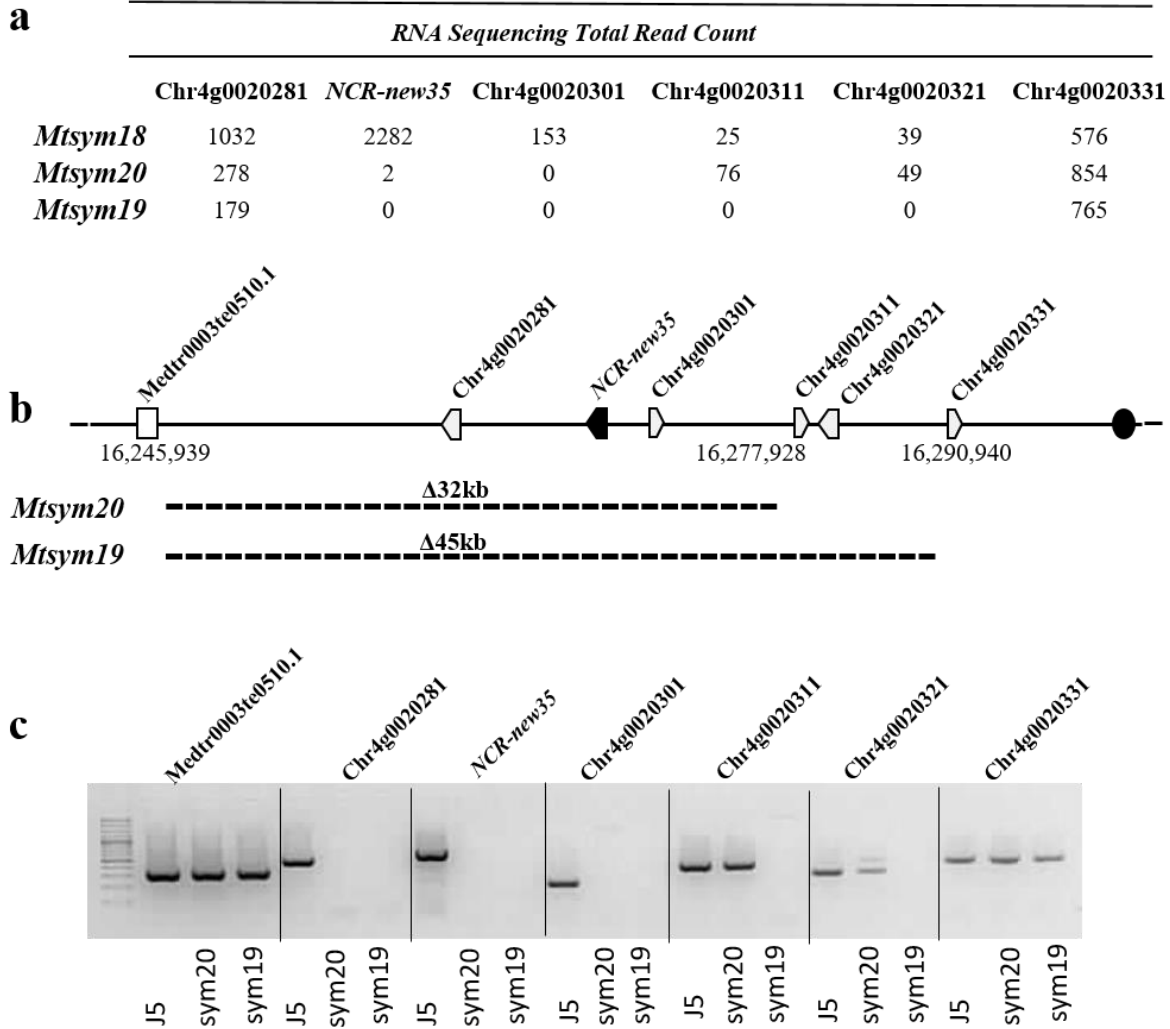 a
RNA Sequencing Total Read Count
Chr4g0020281 NCR-new35 Chr4g0020301 Chr4g0020311 Chr4g0020321 Chr4g0020331
Mtsym18 1032 2282 153 25 39 576
Mtsym20 278 2 0 76 49 854
Mtsym19 179 0 0 0 0 765
b
Medtr0003te0510.1 Chr4g0020281 NCR-new35 Chr4g0020301 Chr4g0020311 Chr4g0020321 Chr4g0020331
16,245,939 16,277,928 16,290,940
Mtsym20 Δ32kb
Mtsym19 Δ45kb
c
Medtr0003te0510.1 Chr4g0020281 NCR-new35 Chr4g0020301 Chr4g0020311 Chr4g0020321 Chr4g0020331
J5 sym20 sym19 J5 sym20 sym19 J5 sym20 sym19 J5 sym20 sym19 J5 sym20 sym19 J5 sym20 sym19 J5 sym20 sym19